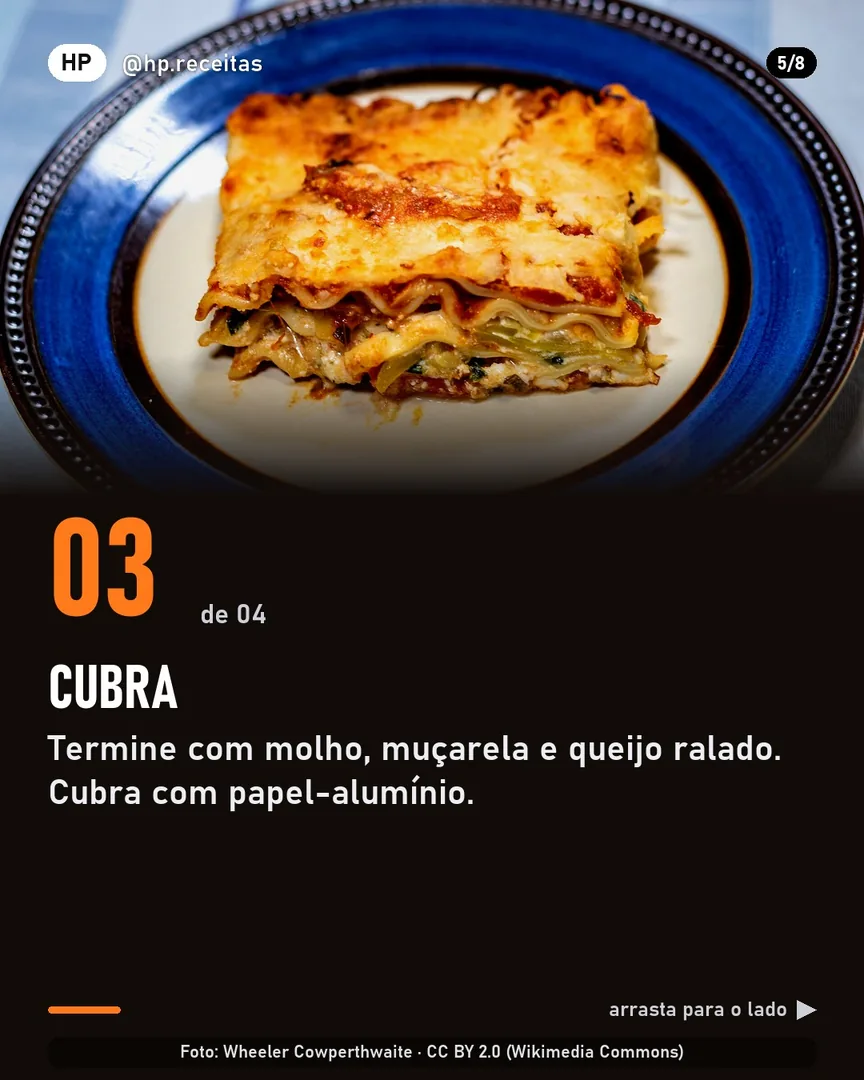 HP @hp.receitas 5/8
03 de 04
CUBRA
Termine com molho, muçarela e queijo ralado.
Cubra com papel-alumínio.
arrasta para o lado ▶
Foto: Wheeler Cowperthwaite · CC BY 2.0 (Wikimedia Commons)